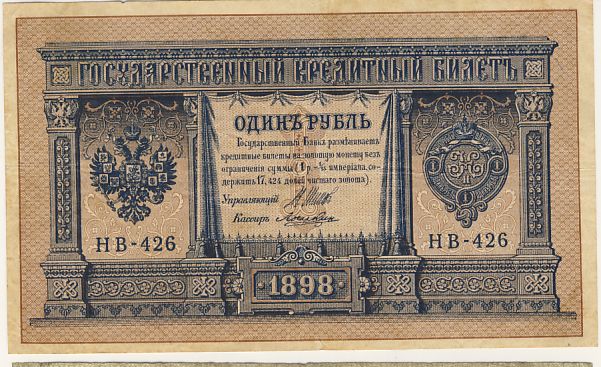 ГОСУДАРСТВЕННЫЙ КРЕДИТНЫЙ БИЛЕТЪ
ОДИНЪ РУБЛЬ
Государственный Банкъ размѣниваетъ
кредитные билеты на золотую монету безъ
ограниченія суммы (1 р.=1/15 имперіала, со-
держитъ 17,424 долей чистаго золота).
Управляющій
Кассиръ
НВ-426
НВ-426
1898